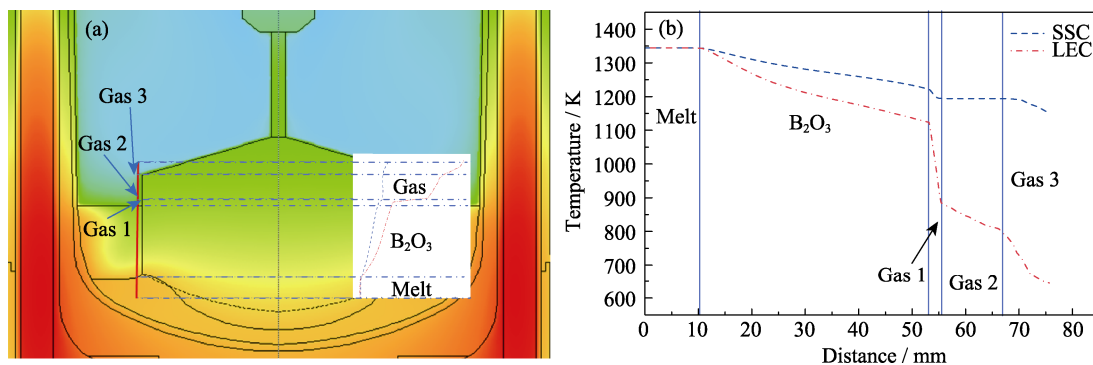 (a)
Gas 3
Gas 2
Gas 1
Gas
B₂O₃
Melt
(b)
SSC
LEC
1400
1300
1200
1100
1000
900
800
700
600
Temperature / K
Melt
B₂O₃
Gas 3
Gas 1
Gas 2
0 10 20 30 40 50 60 70 80
Distance / mm